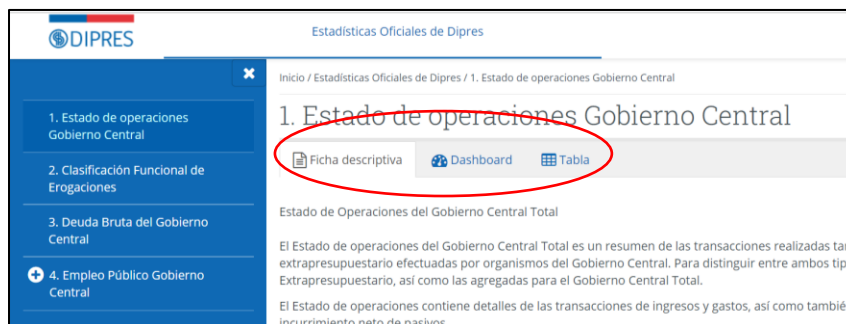 DIPRES
Estadísticas Oficiales de Dipres
Inicio / Estadísticas Oficiales de Dipres / 1. Estado de operaciones Gobierno Central
1. Estado de operaciones
Gobierno Central
2. Clasificación Funcional de
Erogaciones
3. Deuda Bruta del Gobierno
Central
4. Empleo Público Gobierno
Central
1. Estado de operaciones Gobierno Central
Ficha descriptiva
Dashboard
Tabla
Estado de Operaciones del Gobierno Central Total
El Estado de operaciones del Gobierno Central Total es un resumen de las transacciones realizadas
extrapresupuestario efectuadas por organismos del Gobierno Central. Para distinguir entre ambos
Extrapresupuestario, así como las agregadas para el Gobierno Central Total.
El Estado de operaciones contiene detalles de las transacciones de ingresos y gastos, así como
incurrimiento neto de pasivos